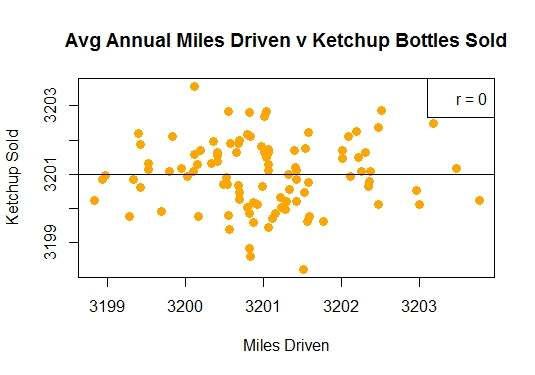 Avg Annual Miles Driven v Ketchup Bottles Sold
r = 0
Ketchup Sold
3203
3201
3199
3199 3200 3201 3202 3203
Miles Driven